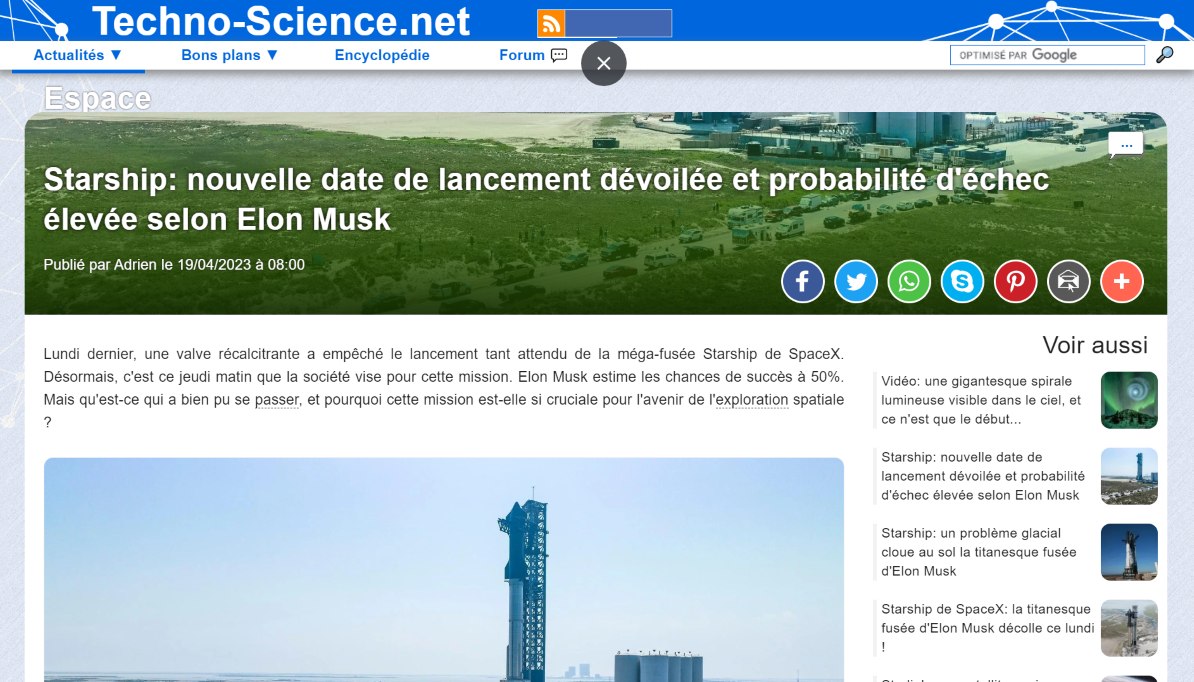 Techno-Science.net
Actualités ▼
Bons plans ▼
Encyclopédie
Forum
OPTIMISÉ PAR Google
Espace
...
Starship: nouvelle date de lancement dévoilée et probabilité d'échec
élevée selon Elon Musk
Publié par Adrien le 19/04/2023 à 08:00
Lundi dernier, une valve récalcitrante a empêché le lancement tant attendu de la méga-fusée Starship de SpaceX.
Désormais, c'est ce jeudi matin que la société vise pour cette mission. Elon Musk estime les chances de succès à 50%.
Mais qu'est-ce qui a bien pu se passer, et pourquoi cette mission est-elle si cruciale pour l'avenir de l'exploration spatiale
?
Voir aussi
Vidéo: une gigantesque spirale
lumineuse visible dans le ciel, et
ce n'est que le début...
Starship: nouvelle date de
lancement dévoilée et probabilité
d'échec élevée selon Elon Musk
Starship: un problème glacial
cloue au sol la titanesque fusée
d'Elon Musk
Starship de SpaceX: la titanesque
fusée d'Elon Musk décolle ce lundi
!